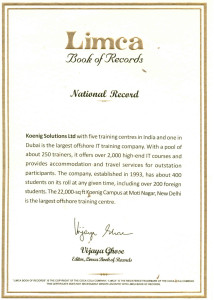 Limca
Book of Records
National Record
Koenig Solutions Ltd with five training centres in India and one in
Dubai is the largest offshore IT training company. With a pool of
about 250 trainers, it offers over 2,000 high-end IT courses and
provides accommodation and travel services for outstation
participants. The company, established in 1993, has about 400
students on its roll at any given time, including over 200 foreign
students. The 22,000-sq ft Koenig Campus at Moti Nagar, New Delhi
is the largest offshore training centre.
Vijaya Ghose
Vijaya Ghose
Editor, Limca Book of Records